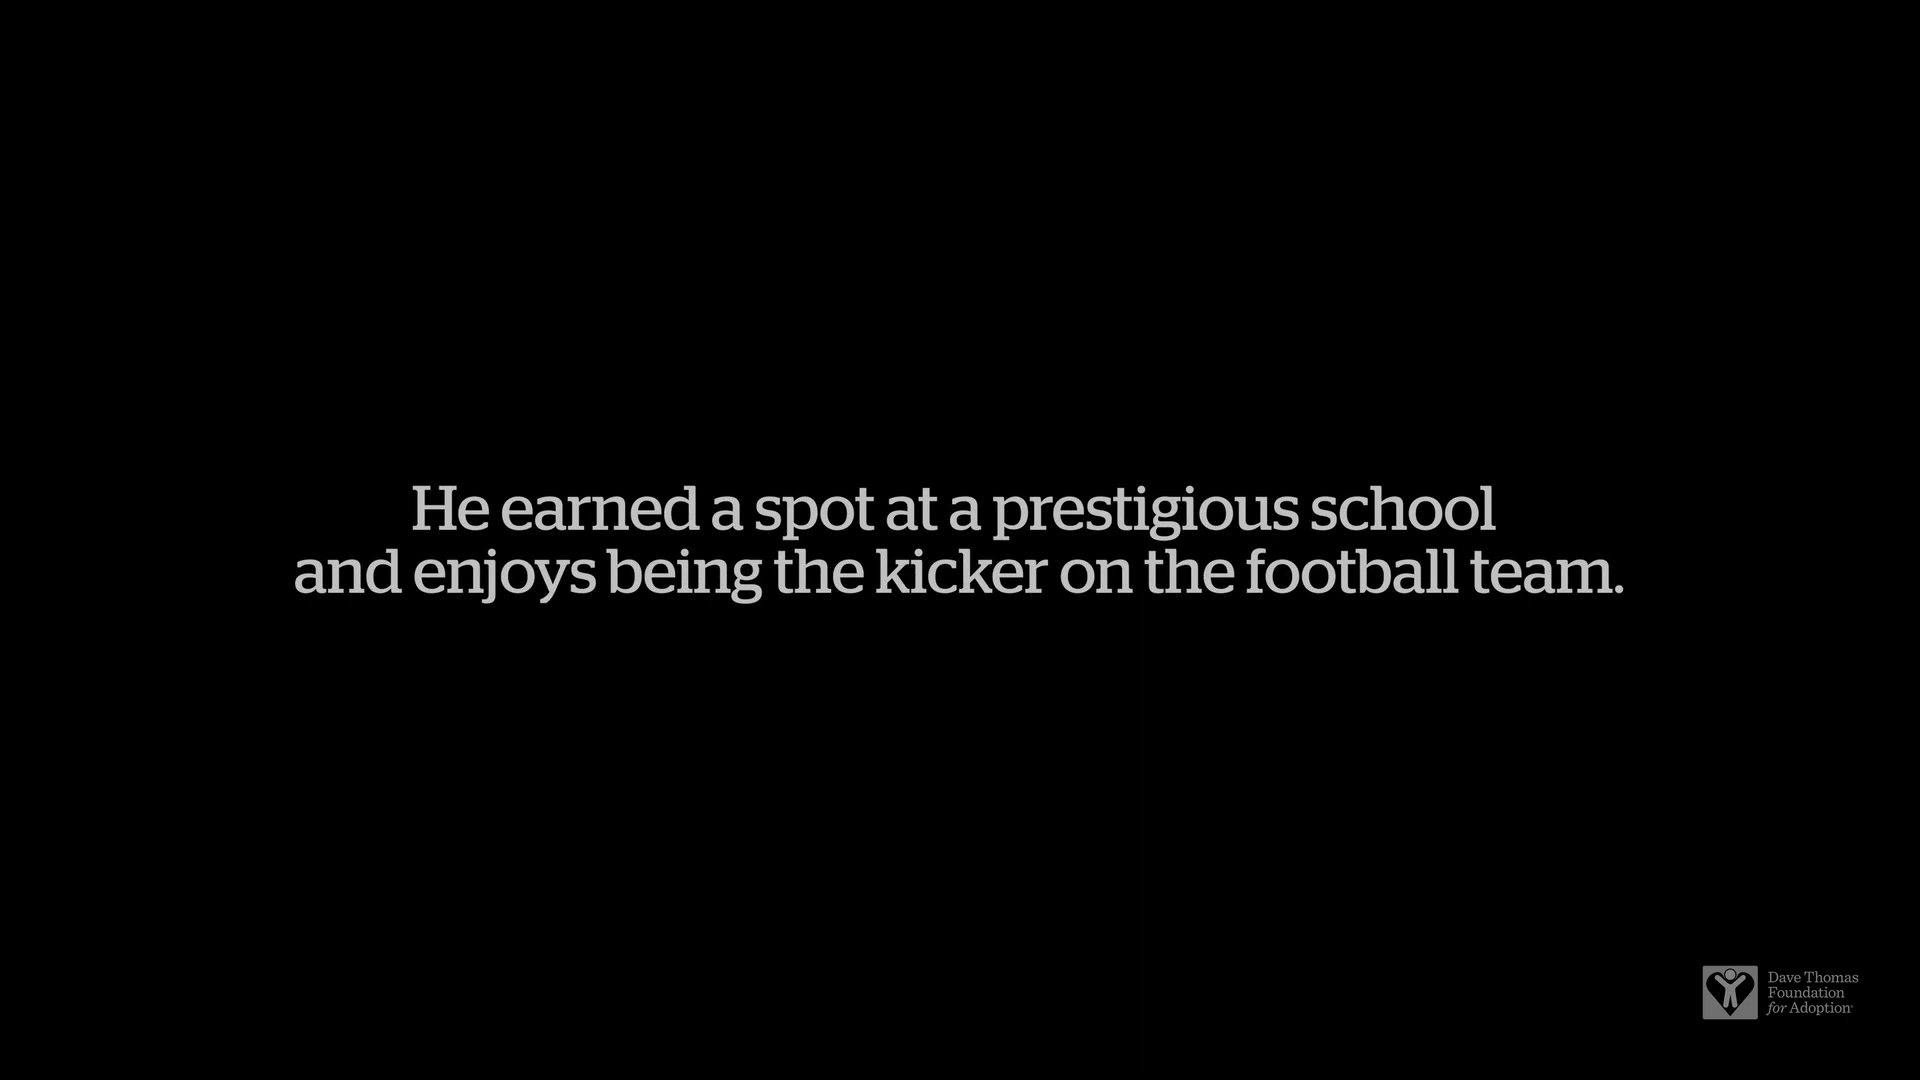 He earned a spot at a prestigious school
and enjoys being the kicker on the football team.
Dave Thomas
Foundation
for Adoption